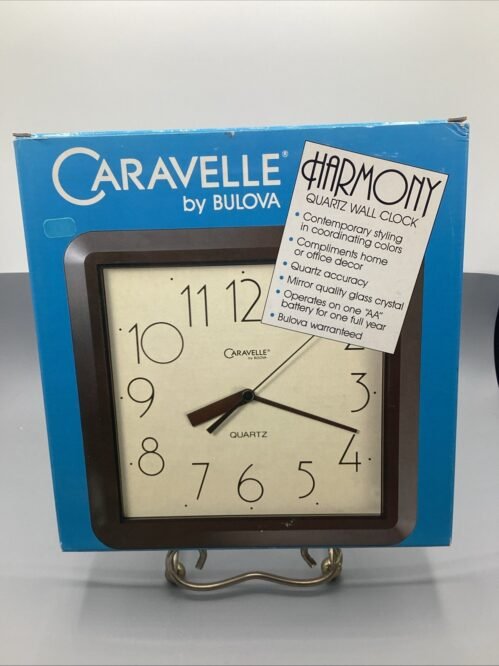 CARAVELLE®
by BULOVA
HARMONY
QUARTZ WALL CLOCK
• Contemporary styling
in coordinating colors
• Compliments home
or office decor
• Quartz accuracy
• Mirror quality glass crystal
• Operates on one "AA"
battery for one full year
• Bulova warranteed
11 12
10
CARAVELLE®
by BULOVA
9 3
QUARTZ
8 4
7 6 5